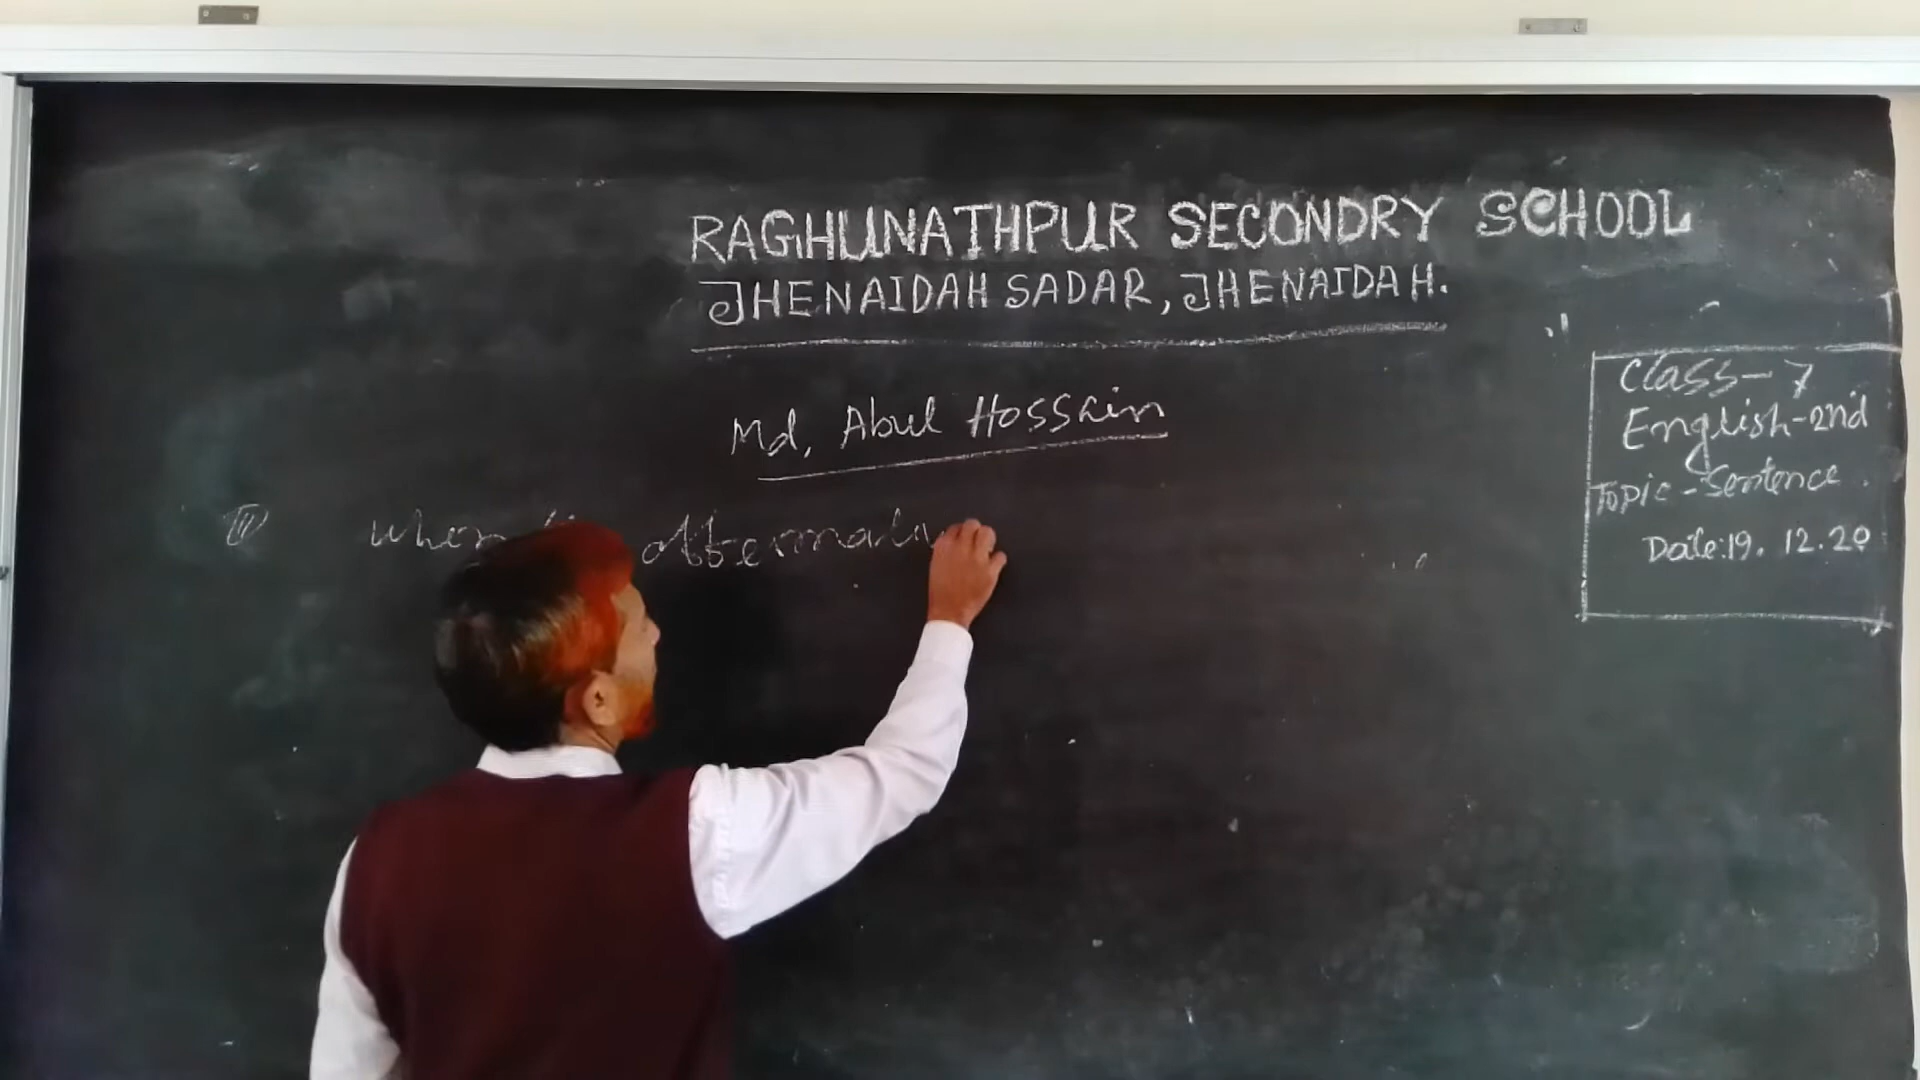 RAGHUNATHPUR SECONDRY SCHOOL
JHENAIDAH SADAR, JHENAIDAH.
Md, Abul Hossain
Class-7
English-2nd
Topic-Sentence.
Date:19. 12.20
when